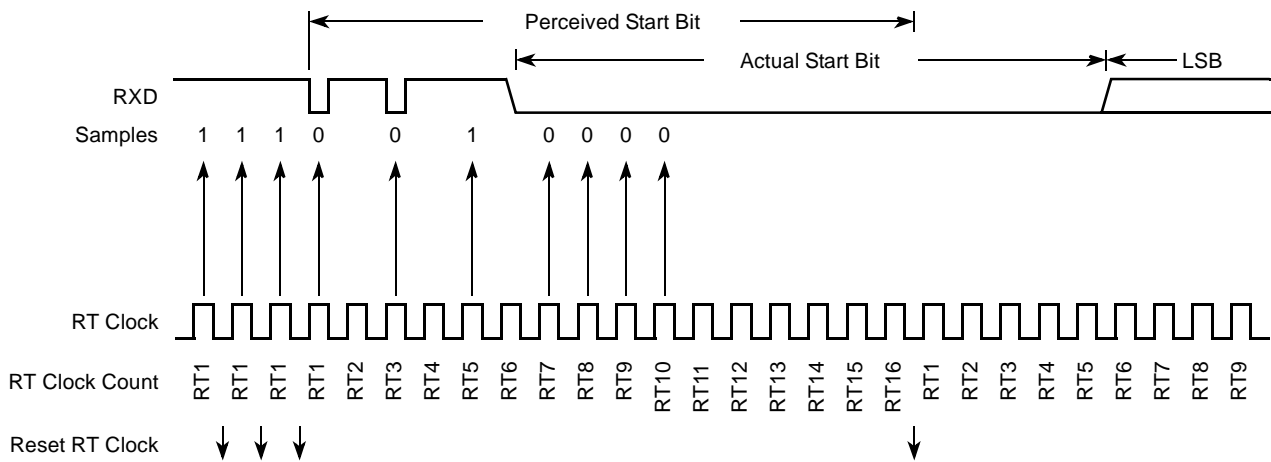 Perceived Start Bit
Actual Start Bit
LSB
RXD
Samples 1 1 1 0 0 1 0 0 0 0
RT Clock
RT Clock Count RT1 RT1 RT1 RT1 RT2 RT3 RT4 RT5 RT6 RT7 RT8 RT9 RT10 RT11 RT12 RT13 RT14 RT15 RT16 RT1 RT2 RT3 RT4 RT5 RT6 RT7 RT8 RT9
Reset RT Clock